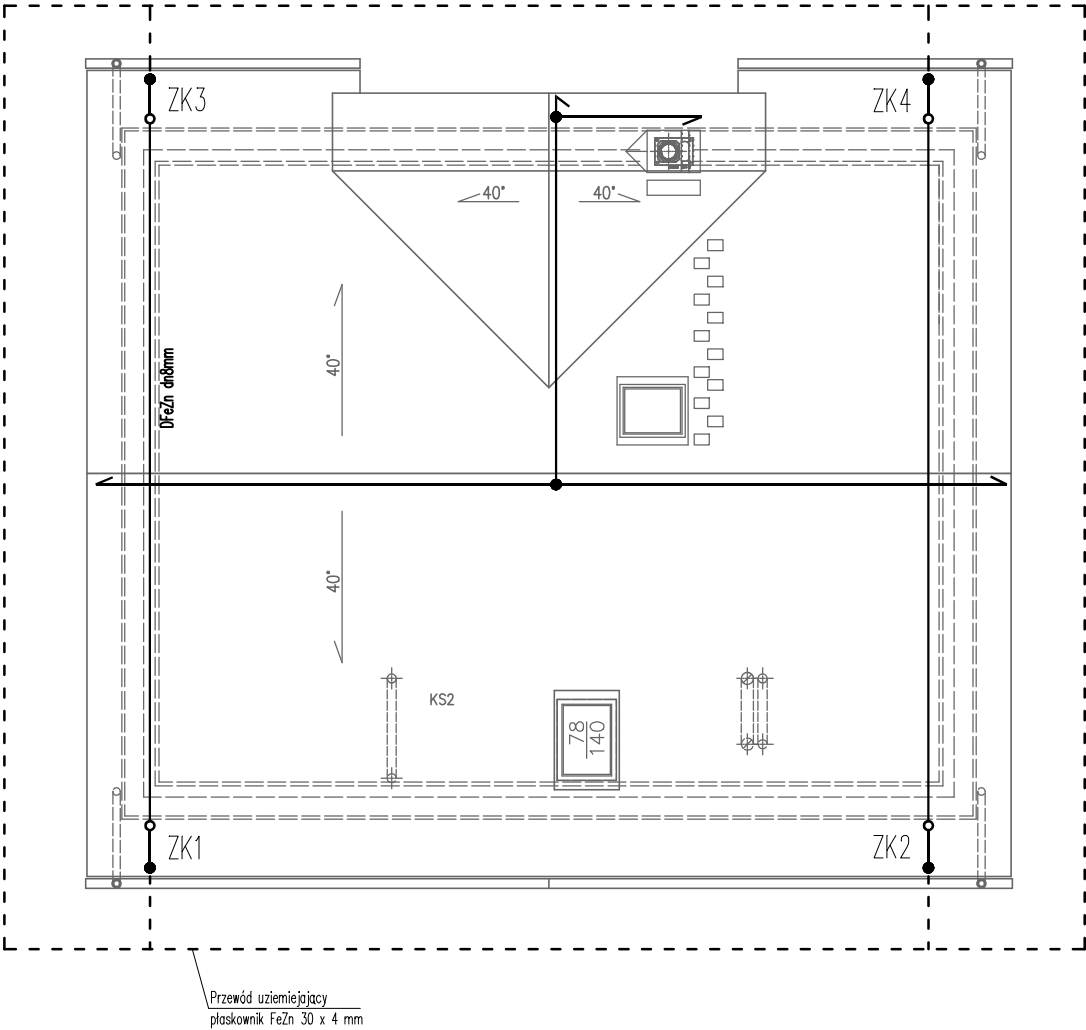 ZK3
ZK4
40°
40°
40°
DFeZn dn8mm
40°
KS2
78
140
ZK1
ZK2
Przewód uziemiejający
płaskownik FeZn 30 x 4 mm